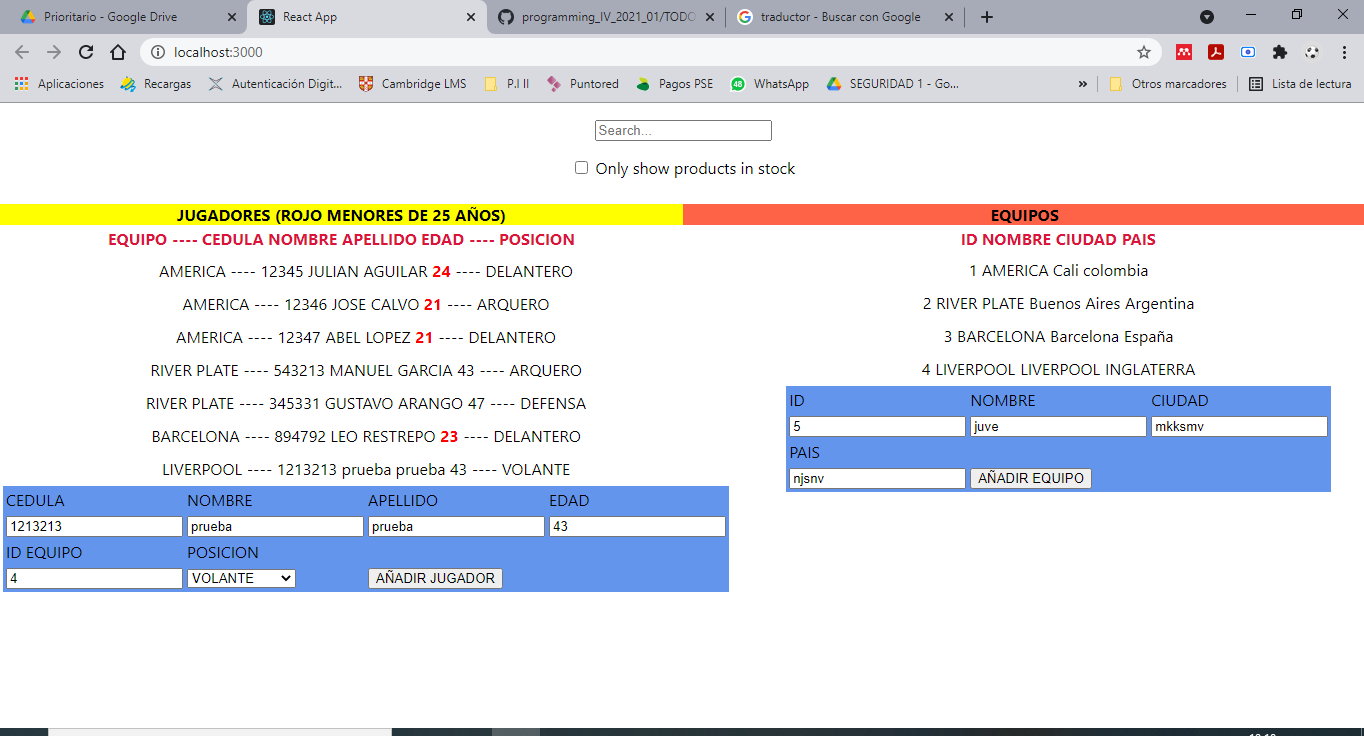 Prioritario - Google Drive
React App
programming_IV_2021_01/TODO
traductor - Buscar con Google
localhost:3000
Aplicaciones
Recargas
Autenticación Digit...
Cambridge LMS
P.I II
Puntored
Pagos PSE
48
WhatsApp
SEGURIDAD 1 - Go...
»
Otros marcadores
Lista de lectura
Search...
Only show products in stock
JUGADORES (ROJO MENORES DE 25 AÑOS)
EQUIPO ---- CEDULA NOMBRE APELLIDO EDAD ---- POSICION
AMERICA ---- 12345 JULIAN AGUILAR 24 ---- DELANTERO
AMERICA ---- 12346 JOSE CALVO 21 ---- ARQUERO
AMERICA ---- 12347 ABEL LOPEZ 21 ---- DELANTERO
RIVER PLATE ---- 543213 MANUEL GARCIA 43 ---- ARQUERO
RIVER PLATE ---- 345331 GUSTAVO ARANGO 47 ---- DEFENSA
BARCELONA ---- 894792 LEO RESTREPO 23 ---- DELANTERO
LIVERPOOL ---- 1213213 prueba prueba 43 ---- VOLANTE
CEDULA NOMBRE APELLIDO EDAD
1213213 prueba prueba 43
ID EQUIPO POSICION
4 VOLANTE AÑADIR JUGADOR
EQUIPOS
ID NOMBRE CIUDAD PAIS
1 AMERICA Cali colombia
2 RIVER PLATE Buenos Aires Argentina
3 BARCELONA Barcelona España
4 LIVERPOOL LIVERPOOL INGLATERRA
ID NOMBRE CIUDAD
5 juve mkksmv
PAIS
njsnv AÑADIR EQUIPO